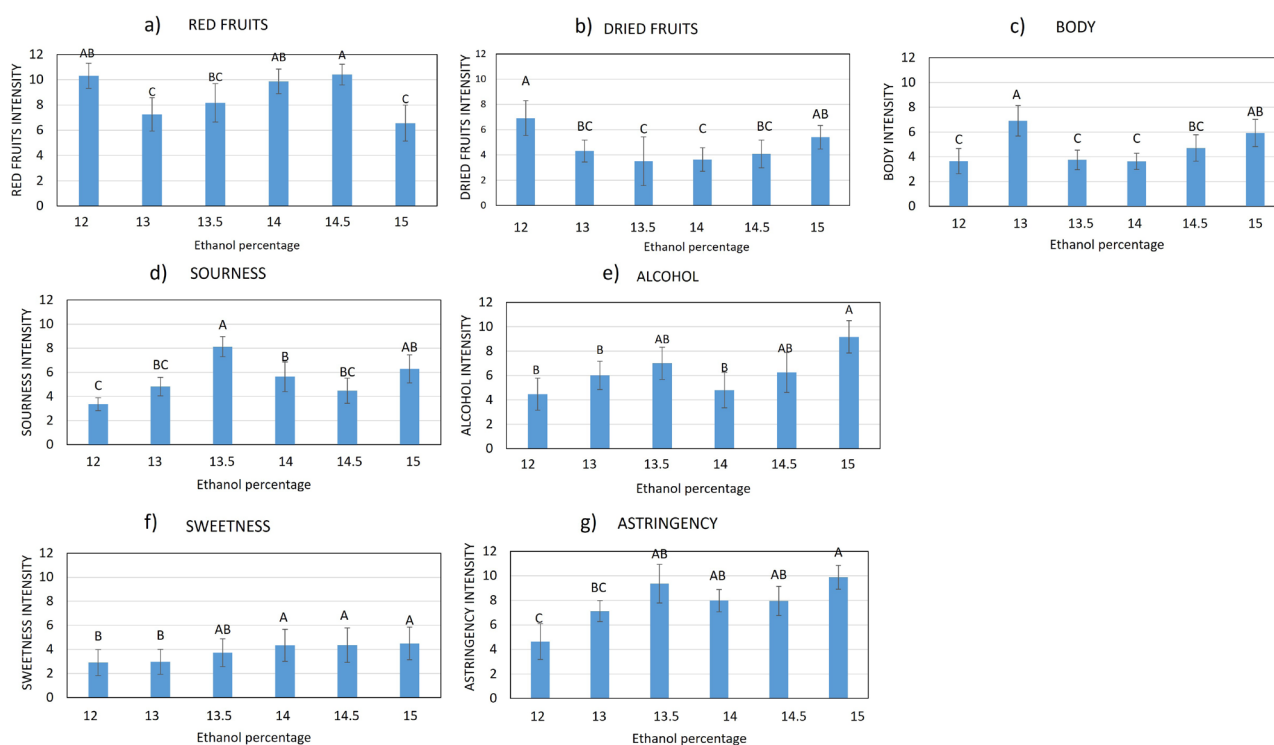 a) RED FRUITS
RED FRUITS INTENSITY
12
10
8
6
4
2
0
AB C BC AB A C
12 13 13.5 14 14.5 15
Ethanol percentage
b) DRIED FRUITS
DRIED FRUITS INTENSITY
12
10
8
6
4
2
0
A BC C C BC AB
12 13 13.5 14 14.5 15
Ethanol percentage
c) BODY
BODY INTENSITY
12
10
8
6
4
2
0
C A C C BC AB
12 13 13.5 14 14.5 15
Ethanol percentage
d) SOURNESS
SOURNESS INTENSITY
12
10
8
6
4
2
0
C BC A B BC AB
12 13 13.5 14 14.5 15
Ethanol percentage
e) ALCOHOL
ALCOHOL INTENSITY
12
10
8
6
4
2
0
B B AB B AB A
12 13 13.5 14 14.5 15
Ethanol percentage
f) SWEETNESS
SWEETNESS INTENSITY
12
10
8
6
4
2
0
B B AB A A A
12 13 13.5 14 14.5 15
Ethanol percentage
g) ASTRINGENCY
ASTRINGENCY INTENSITY
12
10
8
6
4
2
0
C BC AB AB AB A
12 13 13.5 14 14.5 15
Ethanol percentage